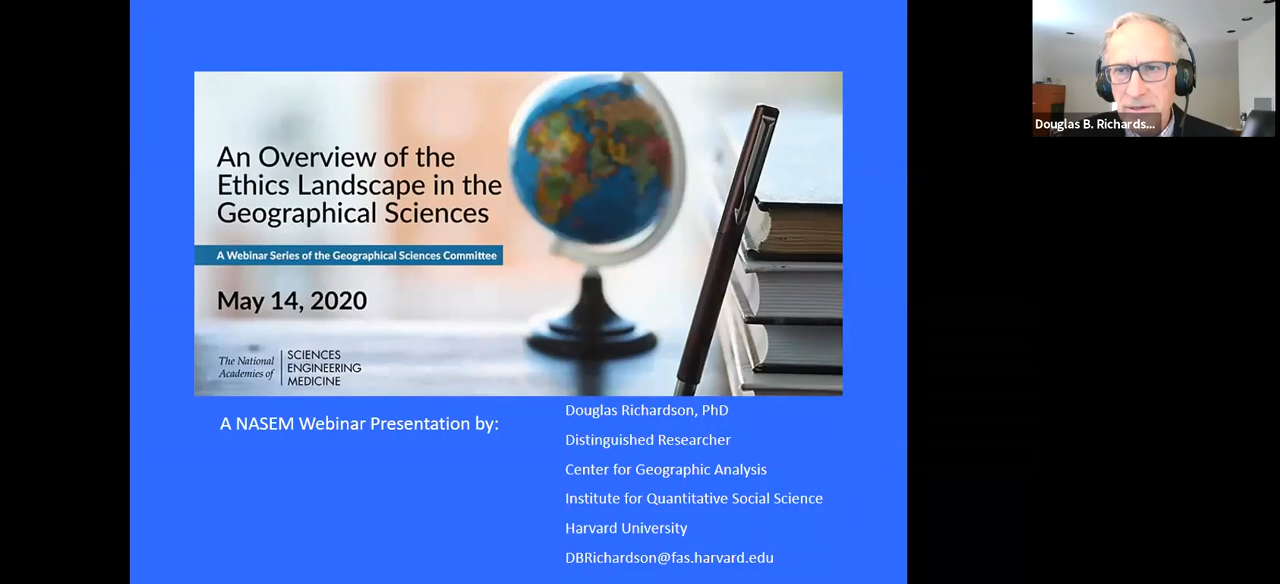 An Overview of the
Ethics Landscape in the
Geographical Sciences
A Webinar Series of the Geographical Sciences Committee
May 14, 2020
The National
Academies of
SCIENCES
ENGINEERING
MEDICINE
A NASEM Webinar Presentation by:
Douglas Richardson, PhD
Distinguished Researcher
Center for Geographic Analysis
Institute for Quantitative Social Science
Harvard University
DBRichardson@fas.harvard.edu
Douglas B. Richards...